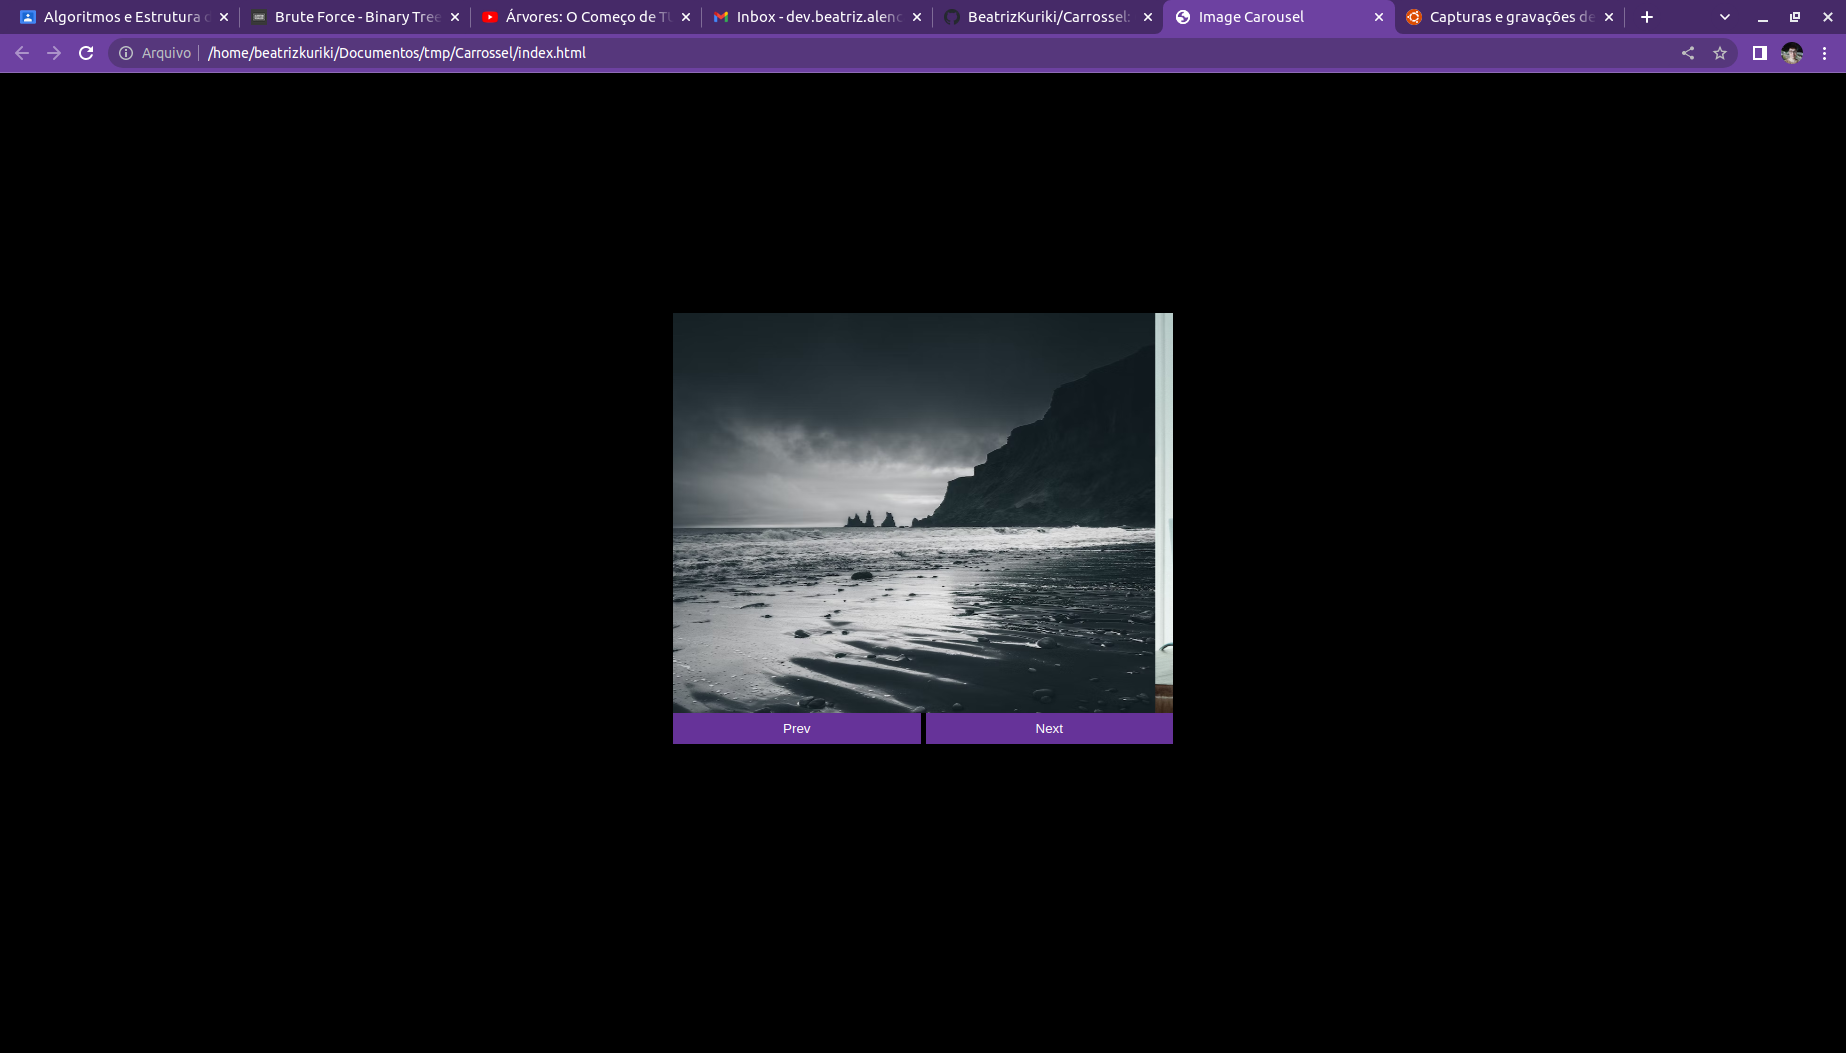 Algoritmos e Estrutura d
Brute Force - Binary Tree
Árvores: O Começo de TU
Inbox - dev.beatriz.alenc
BeatrizKuriki/Carrossel:
Image Carousel
Capturas e gravações de
Arquivo
/home/beatrizkuriki/Documentos/tmp/Carrossel/index.html
Prev
Next